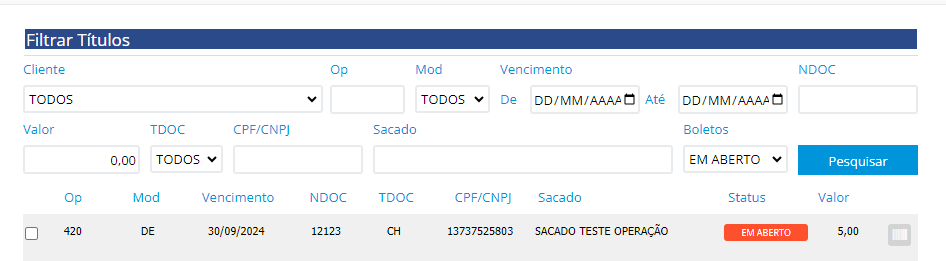 Filtrar Títulos
Cliente Op Mod Vencimento NDOC
TODOS TODOS De DD/MM/AAAA Até DD/MM/AAAA
Valor TDOC CPF/CNPJ Sacado Boletos
0,00 TODOS EM ABERTO Pesquisar
Op Mod Vencimento NDOC TDOC CPF/CNPJ Sacado Status Valor
420 DE 30/09/2024 12123 CH 13737525803 SACADO TESTE OPERAÇÃO EM ABERTO 5,00